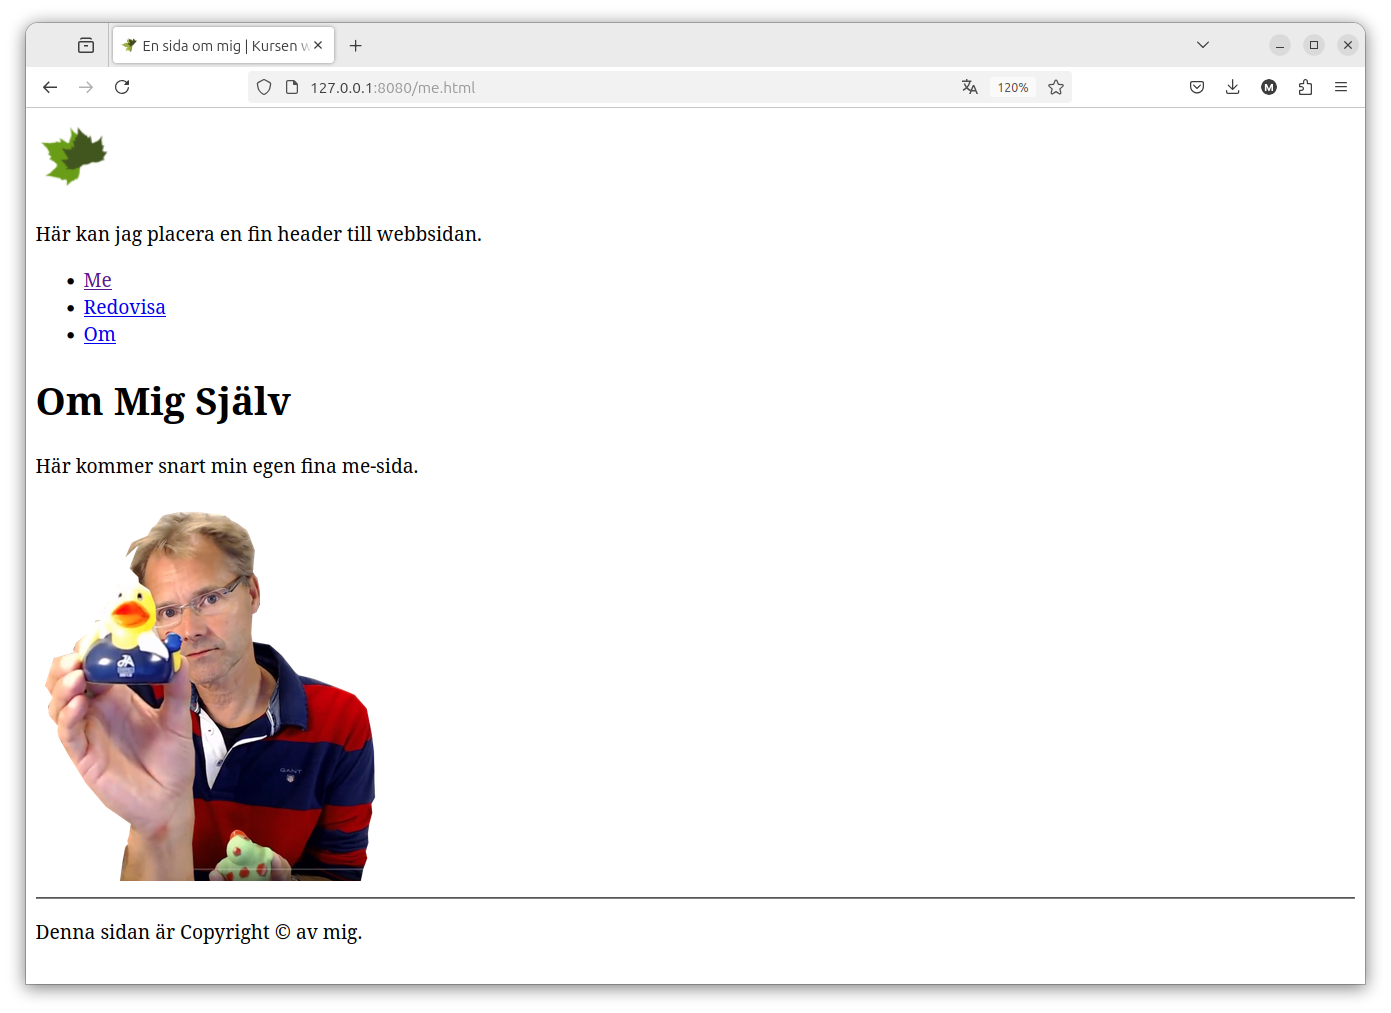 En sida om mig | Kursen w
127.0.0.1:8080/me.html
120%
M
Här kan jag placera en fin header till webbsidan.
Me
Redovisa
Om
Om Mig Själv
Här kommer snart min egen fina me-sida.
GANT
Denna sidan är Copyright © av mig.